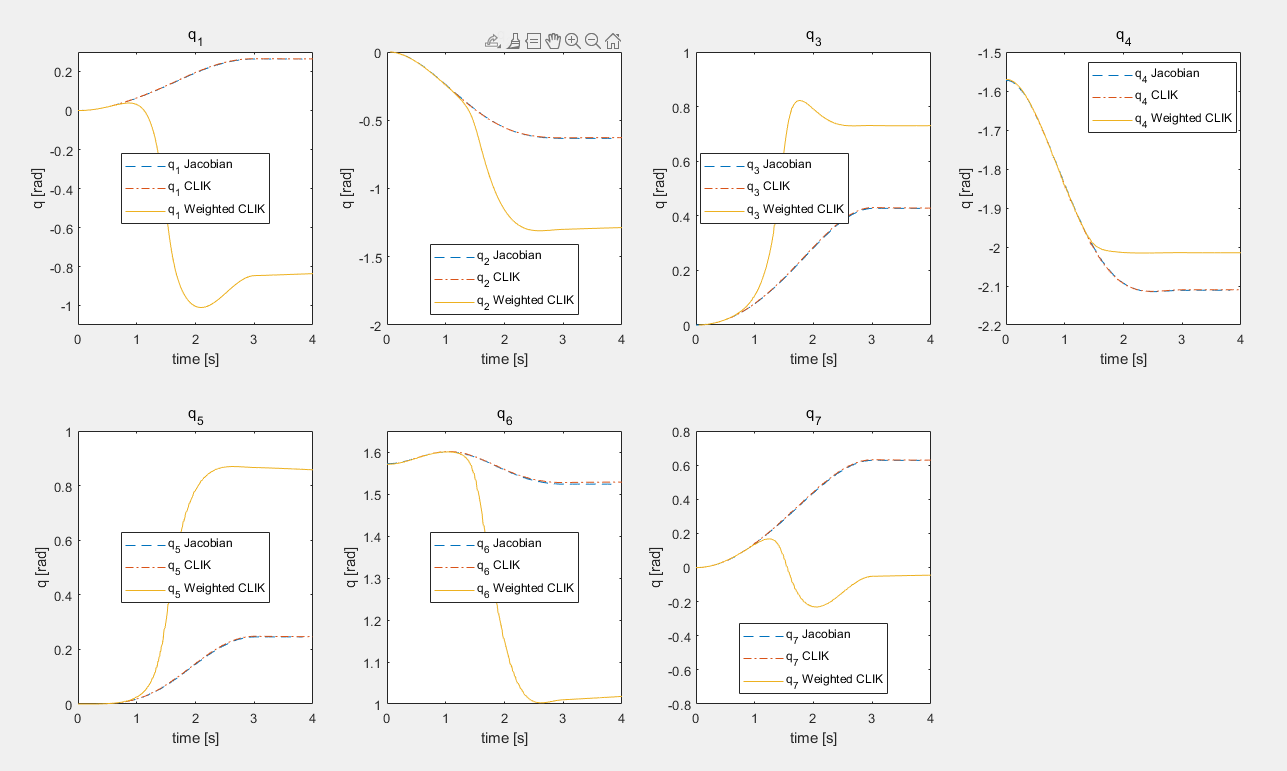 q1
0.2
0
-0.2
-0.4
-0.6
-0.8
-1
q [rad]
q1 Jacobian
q1 CLIK
q1 Weighted CLIK
0 1 2 3 4
time [s]
0
-0.5
-1
-1.5
-2
q [rad]
q2 Jacobian
q2 CLIK
q2 Weighted CLIK
0 1 2 3 4
time [s]
q3
1
0.8
0.6
0.4
0.2
0
q [rad]
q3 Jacobian
q3 CLIK
q3 Weighted CLIK
0 1 2 3 4
time [s]
q4
-1.5
-1.6
-1.7
-1.8
-1.9
-2
-2.1
-2.2
q [rad]
q4 Jacobian
q4 CLIK
q4 Weighted CLIK
0 1 2 3 4
time [s]
q5
1
0.8
0.6
0.4
0.2
0
q [rad]
q5 Jacobian
q5 CLIK
q5 Weighted CLIK
0 1 2 3 4
time [s]
q6
1.6
1.5
1.4
1.3
1.2
1.1
1
q [rad]
q6 Jacobian
q6 CLIK
q6 Weighted CLIK
0 1 2 3 4
time [s]
q7
0.8
0.6
0.4
0.2
0
-0.2
-0.4
-0.6
-0.8
q [rad]
q7 Jacobian
q7 CLIK
q7 Weighted CLIK
0 1 2 3 4
time [s]